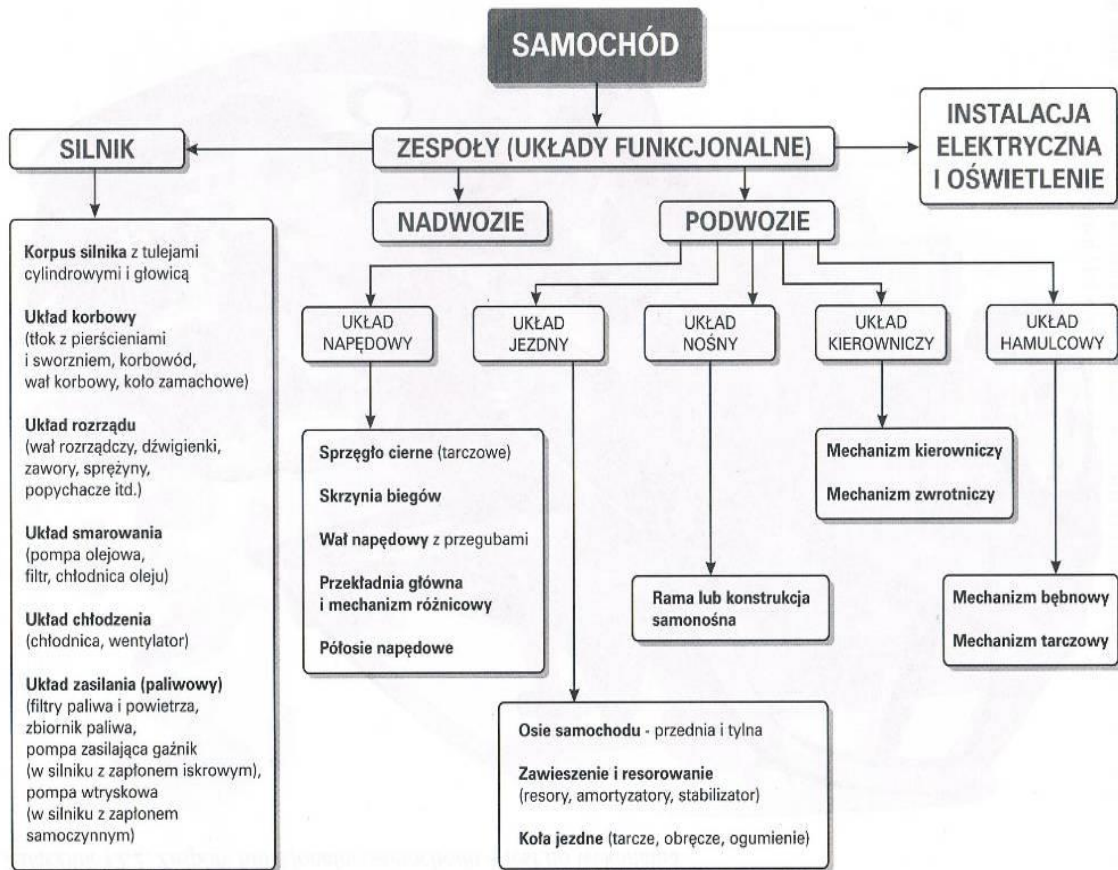 SAMOCHÓD
SILNIK
ZESPOŁY (UKŁADY FUNKCJONALNE)
INSTALACJA
ELEKTRYCZNA
I OŚWIETLENIE
NADWOZIE
PODWOZIE
Korpus silnika z tulejami
cylindrowymi i głowicą
Układ korbowy
(tłok z pierścieniami
i sworzniem, korbowód,
wał korbowy, koło zamachowe)
Układ rozrządu
(wał rozrządczy, dźwigienki,
zawory, sprężyny,
popychacze itd.)
Układ smarowania
(pompa olejowa,
filtr, chłodnica oleju)
Układ chłodzenia
(chłodnica, wentylator)
Układ zasilania (paliwowy)
(filtry paliwa i powietrza,
zbiornik paliwa,
pompa zasilająca gaźnik
(w silniku z zapłonem iskrowym),
pompa wtryskowa
(w silniku z zapłonem
samoczynnym)
UKŁAD
NAPĘDOWY
UKŁAD
JEZDNY
UKŁAD
NOŚNY
UKŁAD
KIEROWNICZY
UKŁAD
HAMULCOWY
Sprzęgło cierne (tarczowe)
Skrzynia biegów
Wał napędowy z przegubami
Przekładnia główna
i mechanizm różnicowy
Półosie napędowe
Osie samochodu - przednia i tylna
Zawieszenie i resorowanie
(resory, amortyzatory, stabilizator)
Koła jezdne (tarcze, obręcze, ogumienie)
Rama lub konstrukcja
samonośna
Mechanizm kierowniczy
Mechanizm zwrotniczy
Mechanizm bębnowy
Mechanizm tarczowy